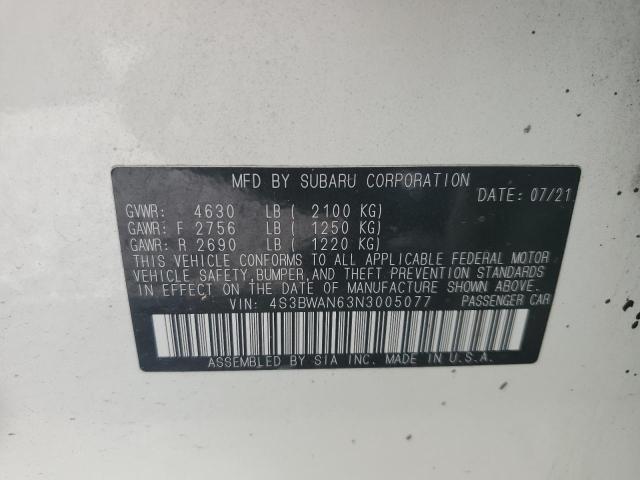 MFD BY SUBARU CORPORATION
DATE: 07/21
GVWR: 4630 LB ( 2100 KG)
GAWR: F 2756 LB ( 1250 KG)
GAWR: R 2690 LB ( 1220 KG)
THIS VEHICLE CONFORMS TO ALL APPLICABLE FEDERAL MOTOR
VEHICLE SAFETY, BUMPER, AND THEFT PREVENTION STANDARDS
IN EFFECT ON THE DATE OF MANUFACTURE SHOWN ABOVE.
VIN: 4S3BWAN63N3005077 PASSENGER CAR
ASSEMBLED BY SIA INC. MADE IN U.S.A.